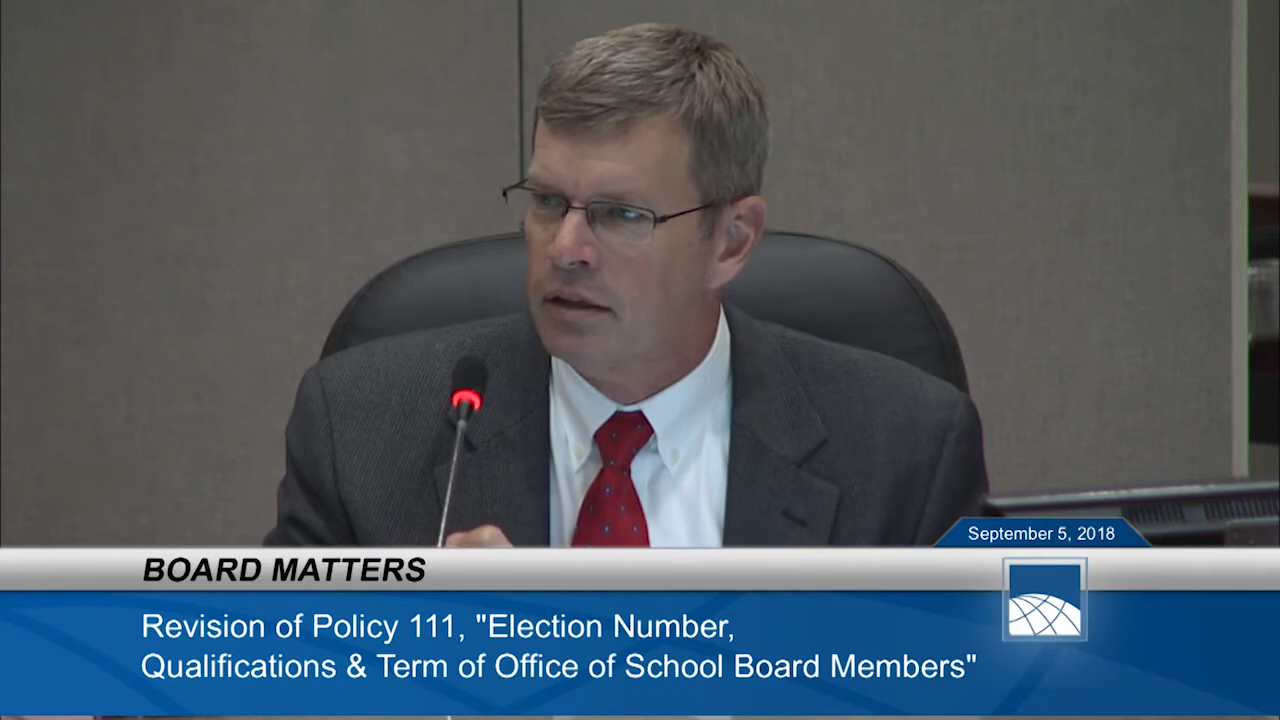 September 5, 2018
BOARD MATTERS
Revision of Policy 111, "Election Number,
Qualifications & Term of Office of School Board Members"